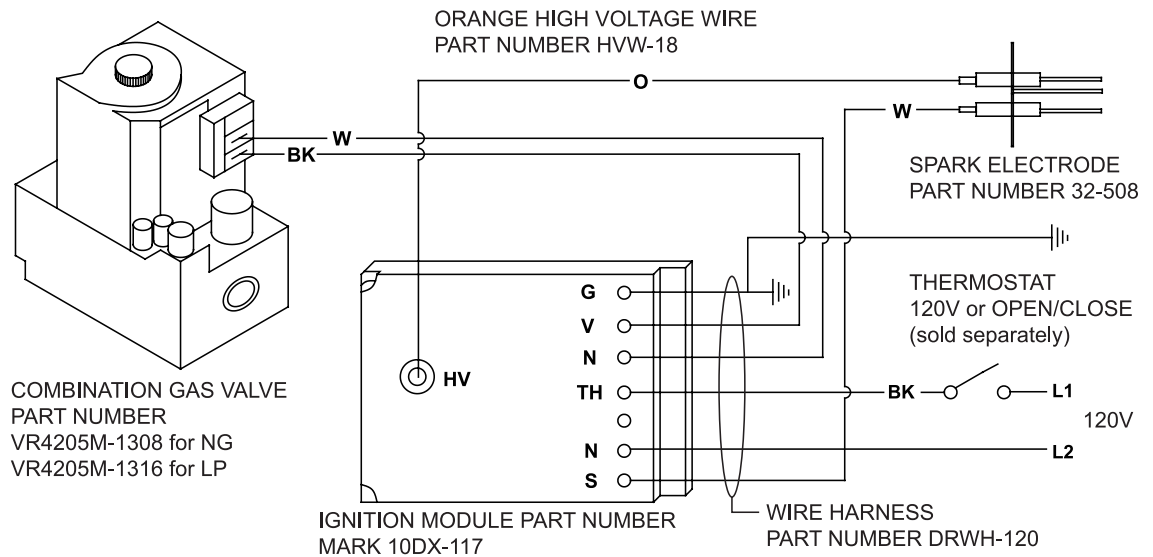 ORANGE HIGH VOLTAGE WIRE
PART NUMBER HVW-18
O
W
W
BK
SPARK ELECTRODE
PART NUMBER 32-508
THERMOSTAT
120V or OPEN/CLOSE
(sold separately)
G
V
N
HV
TH
BK
L1
120V
N
L2
S
COMBINATION GAS VALVE
PART NUMBER
VR4205M-1308 for NG
VR4205M-1316 for LP
IGNITION MODULE PART NUMBER
MARK 10DX-117
WIRE HARNESS
PART NUMBER DRWH-120